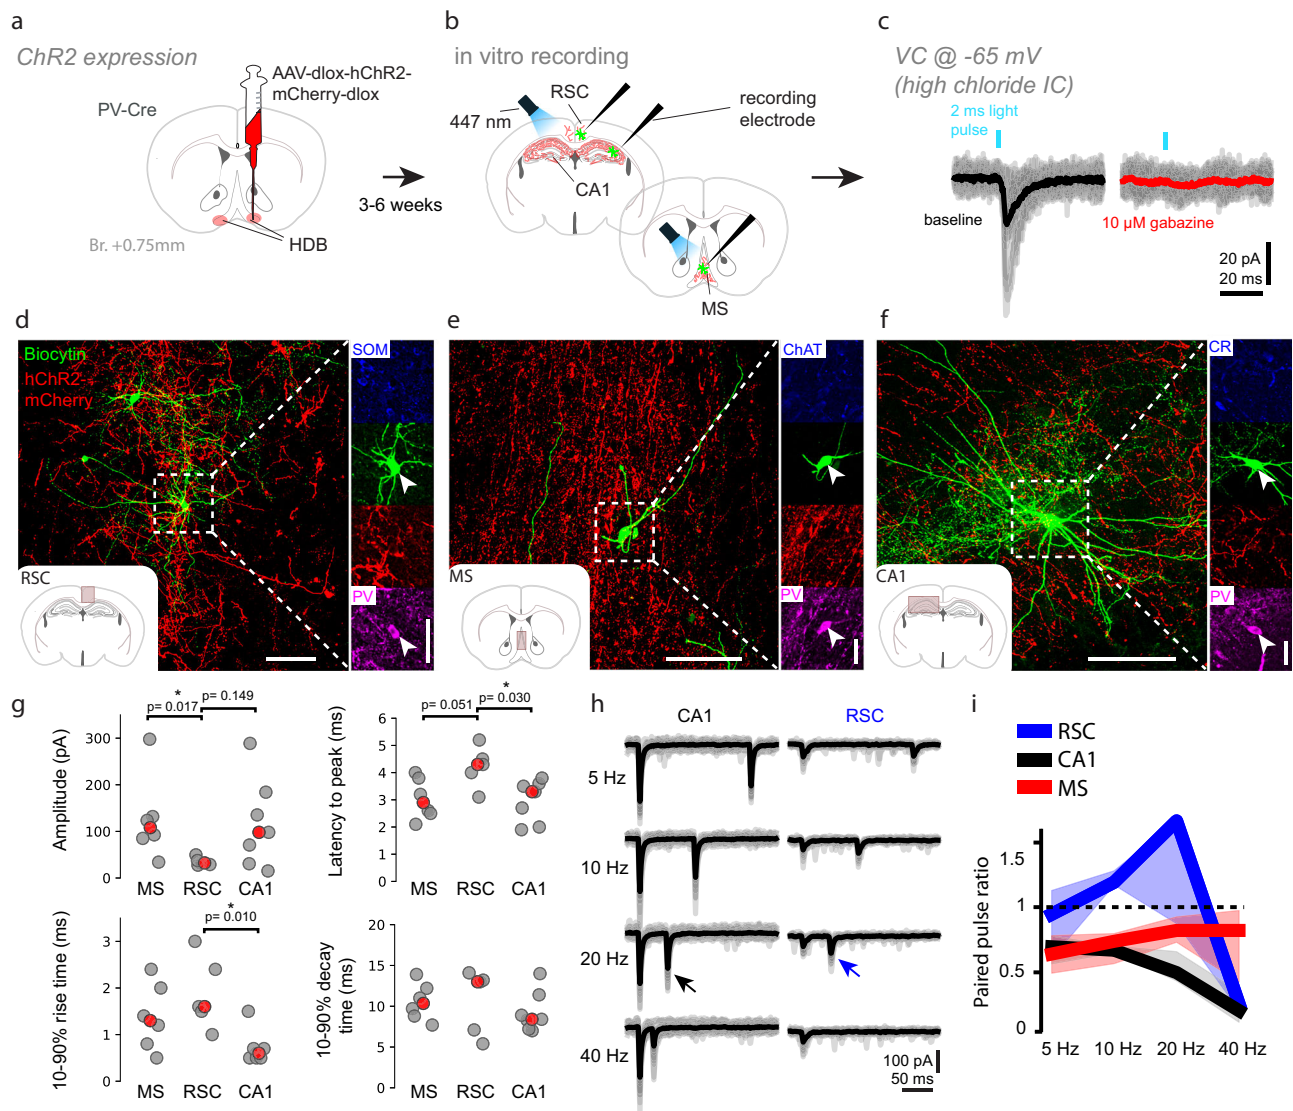 a
ChR2 expression
PV-Cre
AAV-dlox-hChR2-
mCherry-dlox
HDB
Br. +0.75mm
3-6 weeks
b
in vitro recording
447 nm
RSC
recording
electrode
CA1
MS
c
VC @ -65 mV
(high chloride IC)
2 ms light
pulse
baseline
10 µM gabazine
20 pA
20 ms
d
Biocytin
hChR2--
mCherry
SOM
PV
RSC
e
ChAT
PV
MS
f
CR
PV
CA1
g
Amplitude (pA)
300
200
100
0
*
p= 0.017
p= 0.149
MS
RSC
CA1
Latency to peak (ms)
6
5
4
3
2
1
0
p= 0.051
*
p= 0.030
MS
RSC
CA1
10-90% rise time (ms)
3
2
1
0
*
p= 0.010
MS
RSC
CA1
10-90% decay
time (ms)
20
15
10
5
0
MS
RSC
CA1
h
CA1
RSC
5 Hz
10 Hz
20 Hz
40 Hz
100 pA
50 ms
i
RSC
CA1
MS
Paired pulse ratio
1.5
1
0.5
0
5 Hz
10 Hz
20 Hz
40 Hz